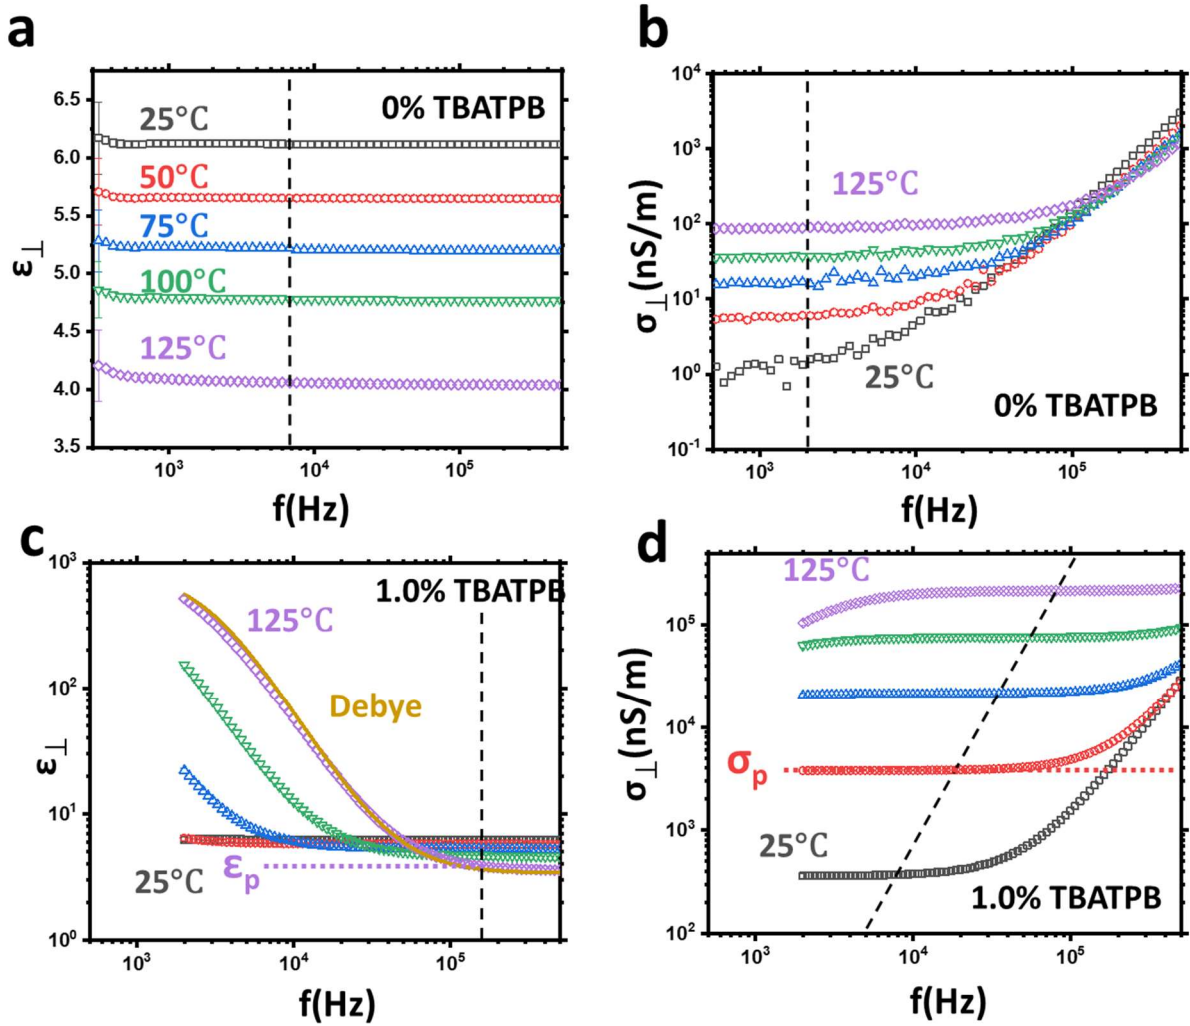 a
0% TBATPB
25°C
50°C
75°C
100°C
125°C
ε⊥
6.5
6.0
5.5
5.0
4.5
4.0
3.5
10³ 10⁴ 10⁵
f(Hz)
b
125°C
25°C
0% TBATPB
σ⊥(nS/m)
10⁴
10³
10²
10¹
10⁰
10⁻¹
10³ 10⁴ 10⁵
f(Hz)
c
1.0% TBATPB
125°C
Debye
25°C
εp
ε⊥
10³
10²
10¹
10⁰
10³ 10⁴ 10⁵
f(Hz)
d
125°C
σp
25°C
1.0% TBATPB
σ⊥(nS/m)
10⁵
10⁴
10³
10²
10³ 10⁴ 10⁵
f(Hz)